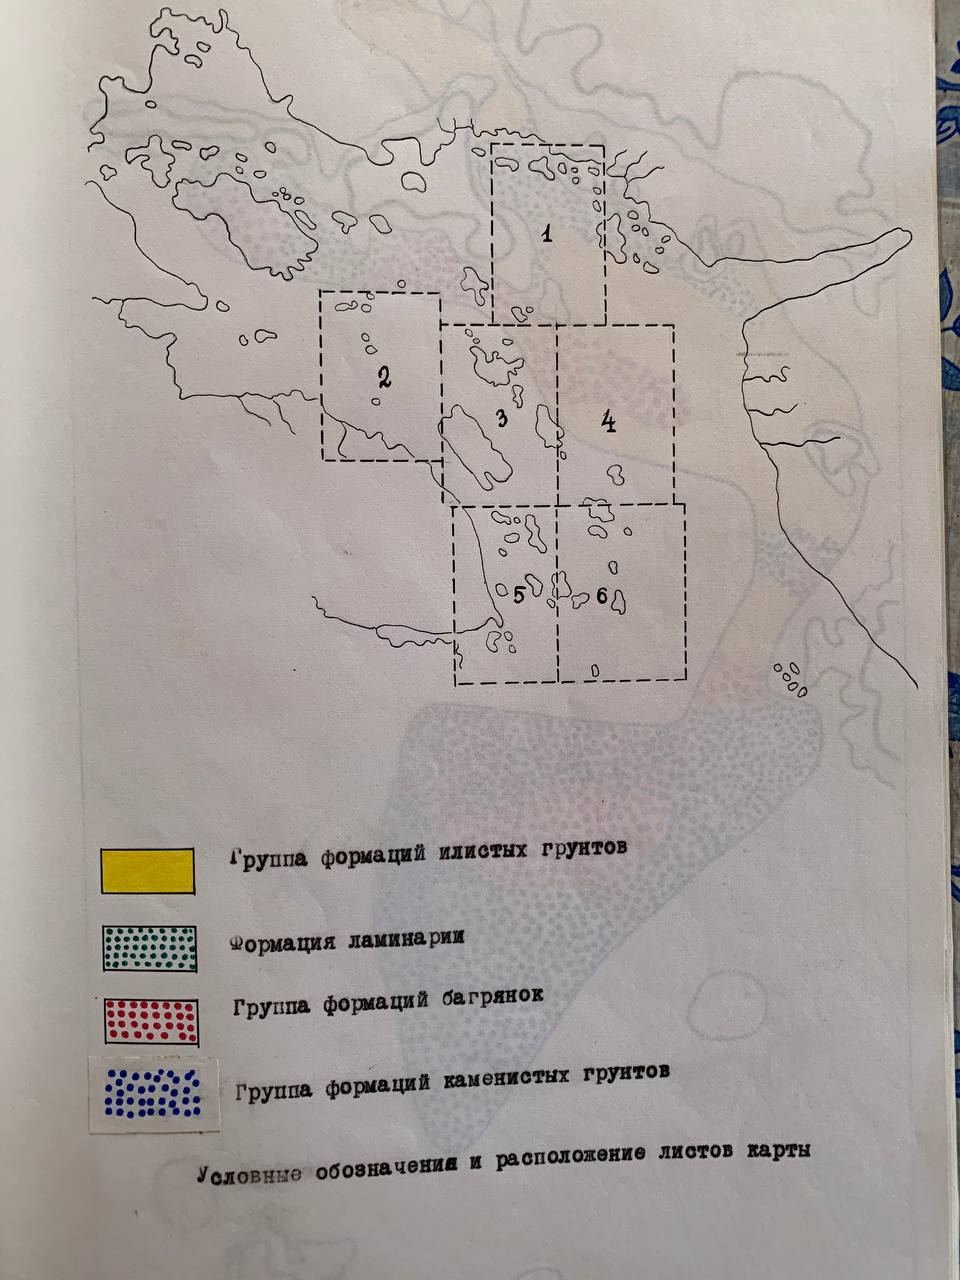 1
2
3
4
5
6
Группа формаций илистых грунтов
Формация ламинарии
Группа формаций багрянок
Группа формаций каменистых грунтов
Условные обозначения и расположение листов карты